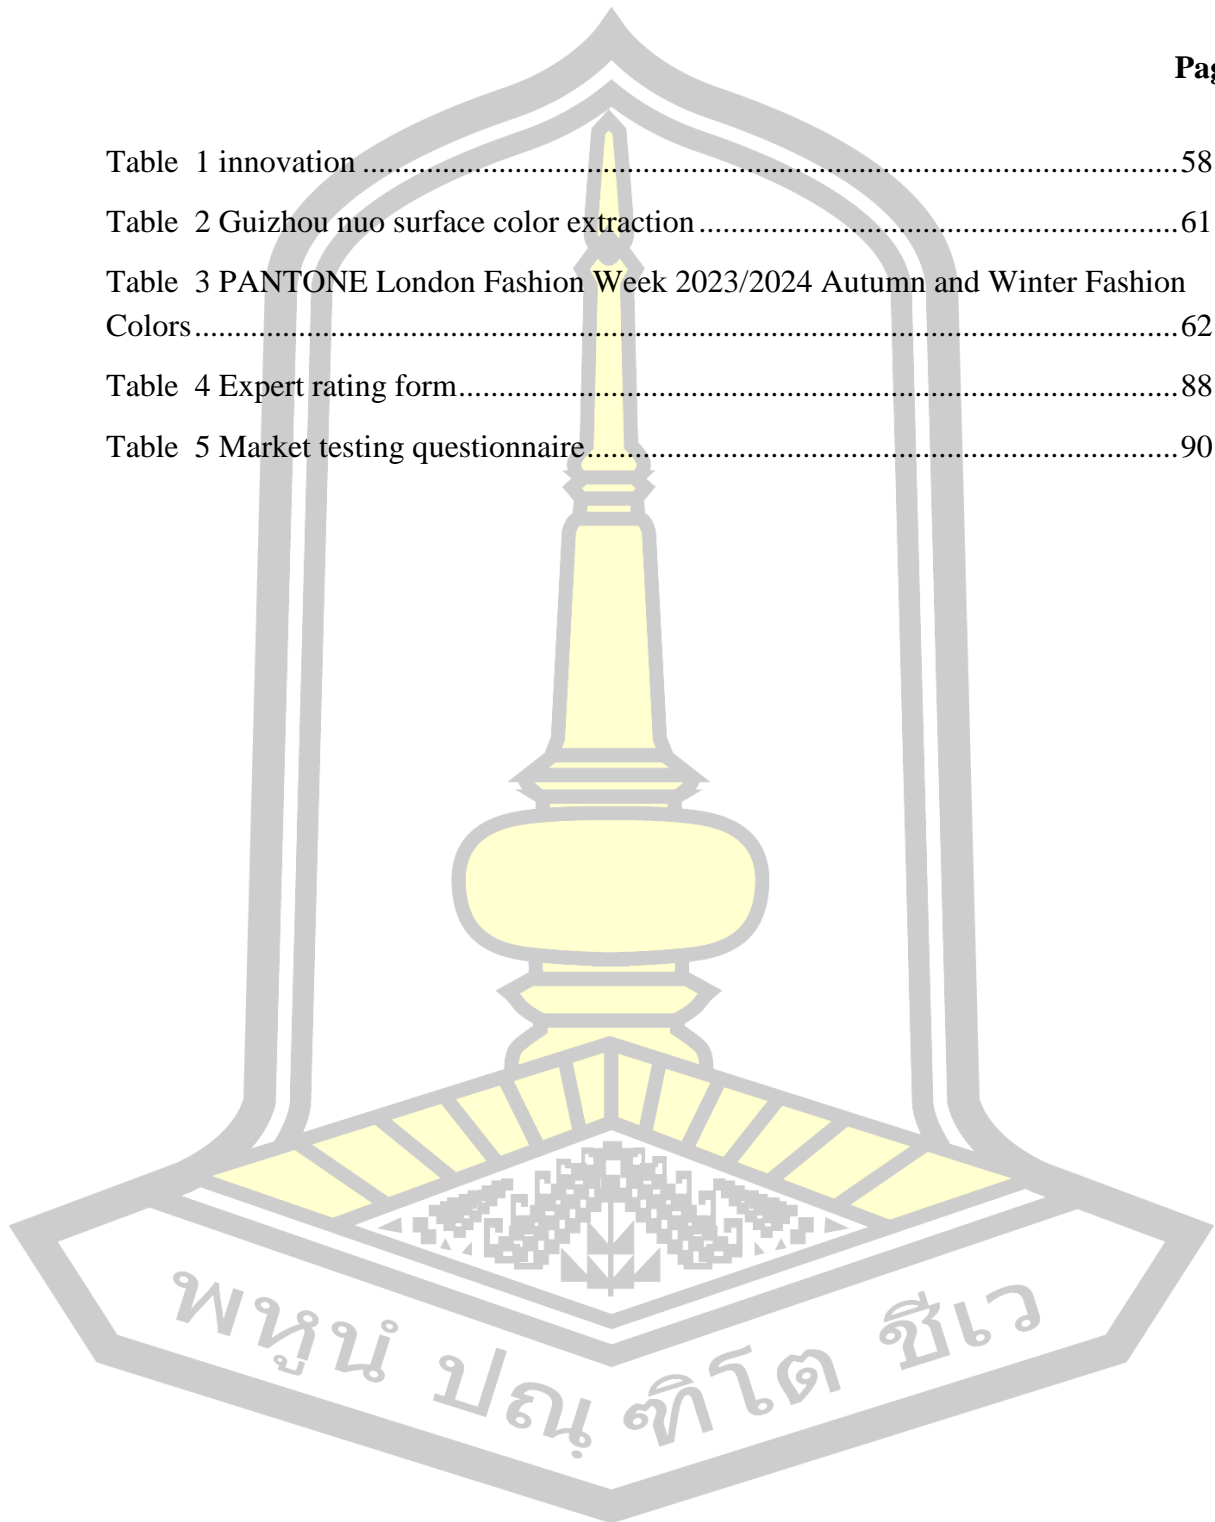 Pag
Table 1 innovation ........................................................................................................58
Table 2 Guizhou nuo surface color extraction ..............................................................61
Table 3 PANTONE London Fashion Week 2023/2024 Autumn and Winter Fashion
Colors.............................................................................................................................62
Table 4 Expert rating form............................................................................................88
Table 5 Market testing questionnaire...........................................................................90
พหูนํ ปณฺฑิโต ชีเว